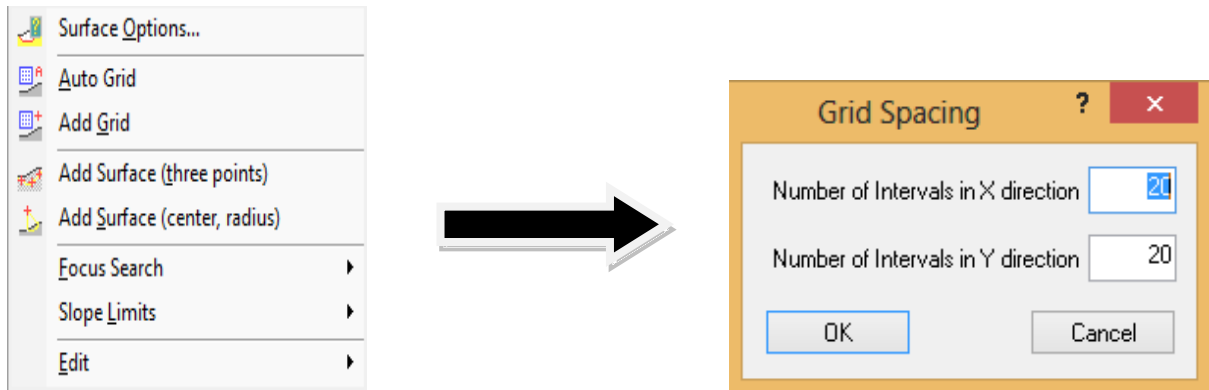 Surface Options...
Auto Grid
Add Grid
Add Surface (three points)
Add Surface (center, radius)
Focus Search
Slope Limits
Edit
Grid Spacing ? ×
Number of Intervals in X direction 20
Number of Intervals in Y direction 20
OK Cancel